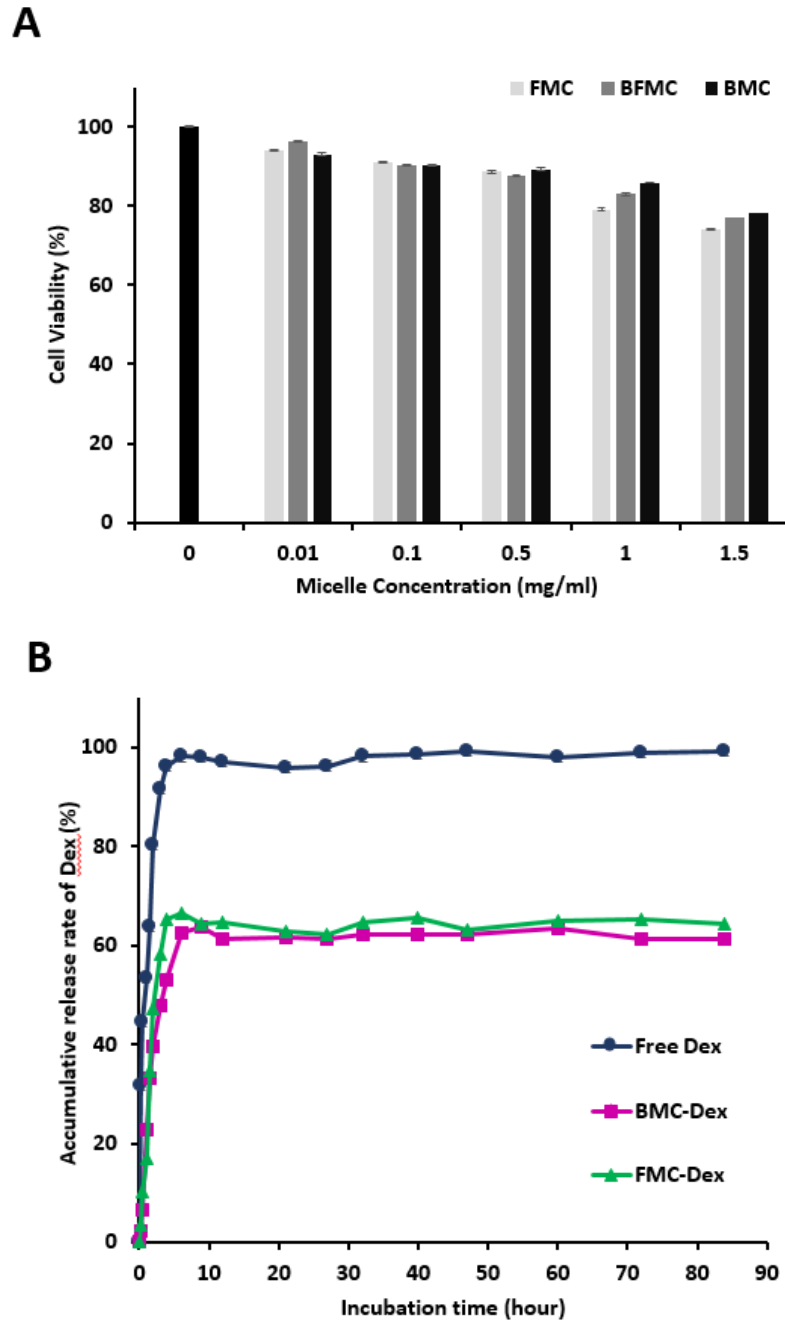 A
FMC BFMC BMC
100
80
60
40
20
0
Cell Viability (%)
0 0.01 0.1 0.5 1 1.5
Micelle Concentration (mg/ml)
B
100
80
60
40
20
0
Accumulative release rate of Dex (%)
Free Dex
BMC-Dex
FMC-Dex
0 10 20 30 40 50 60 70 80 90
Incubation time (hour)